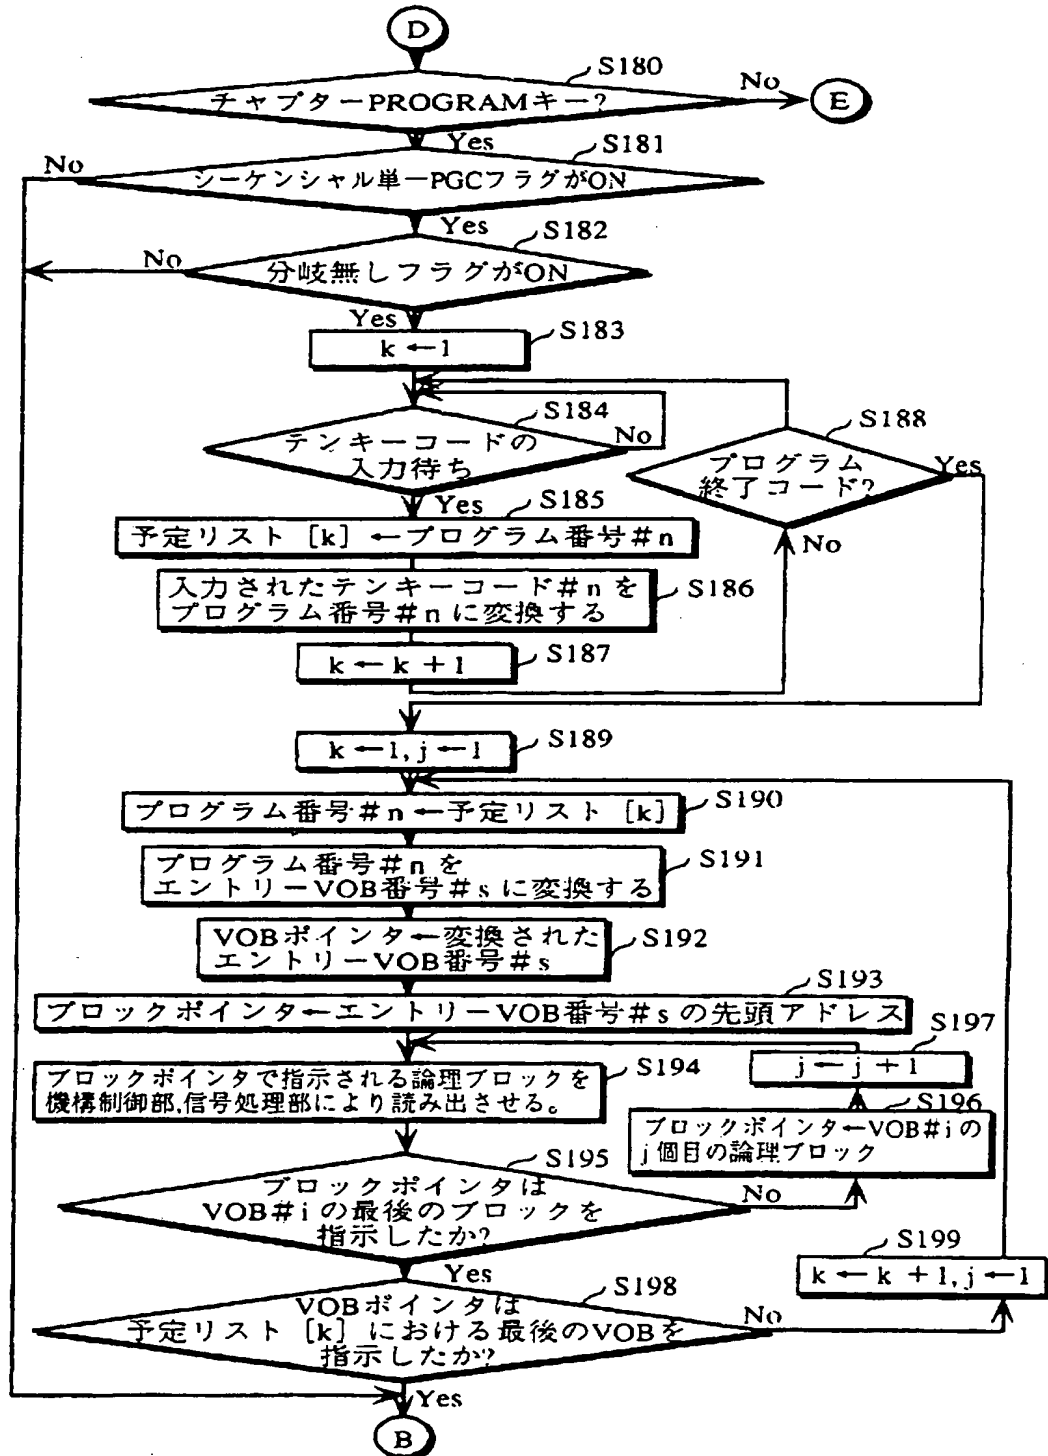 D
S180
チャプターPROGRAMキー?
No
E
Yes
S181
No
シーケンシャル単一PGCフラグがON
Yes
S182
No
分岐無しフラグがON
Yes
S183
k←1
S184
テンキーコードの
入力待ち
No
S188
プログラム
終了コード?
Yes
No
Yes
S185
予定リスト [k] ←プログラム番号#n
S186
入力されたテンキーコード#nを
プログラム番号#nに変換する
S187
k←k+1
S189
k←1, j←1
S190
プログラム番号#n←予定リスト [k]
S191
プログラム番号#nを
エントリーVOB番号#sに変換する
S192
VOBポインタ←変換された
エントリーVOB番号#s
S193
ブロックポインタ←エントリーVOB番号#sの先頭アドレス
S197
j←j+1
S194
ブロックポインタで指示される論理ブロックを
機構制御部,信号処理部により読み出させる。
S196
ブロックポインタ←VOB#iの
j個目の論理ブロック
S195
ブロックポインタは
VOB#iの最後のブロックを
指示したか?
No
Yes
S199
k←k+1, j←1
S198
VOBポインタは
予定リスト [k] における最後のVOBを
指示したか?
No
Yes
B